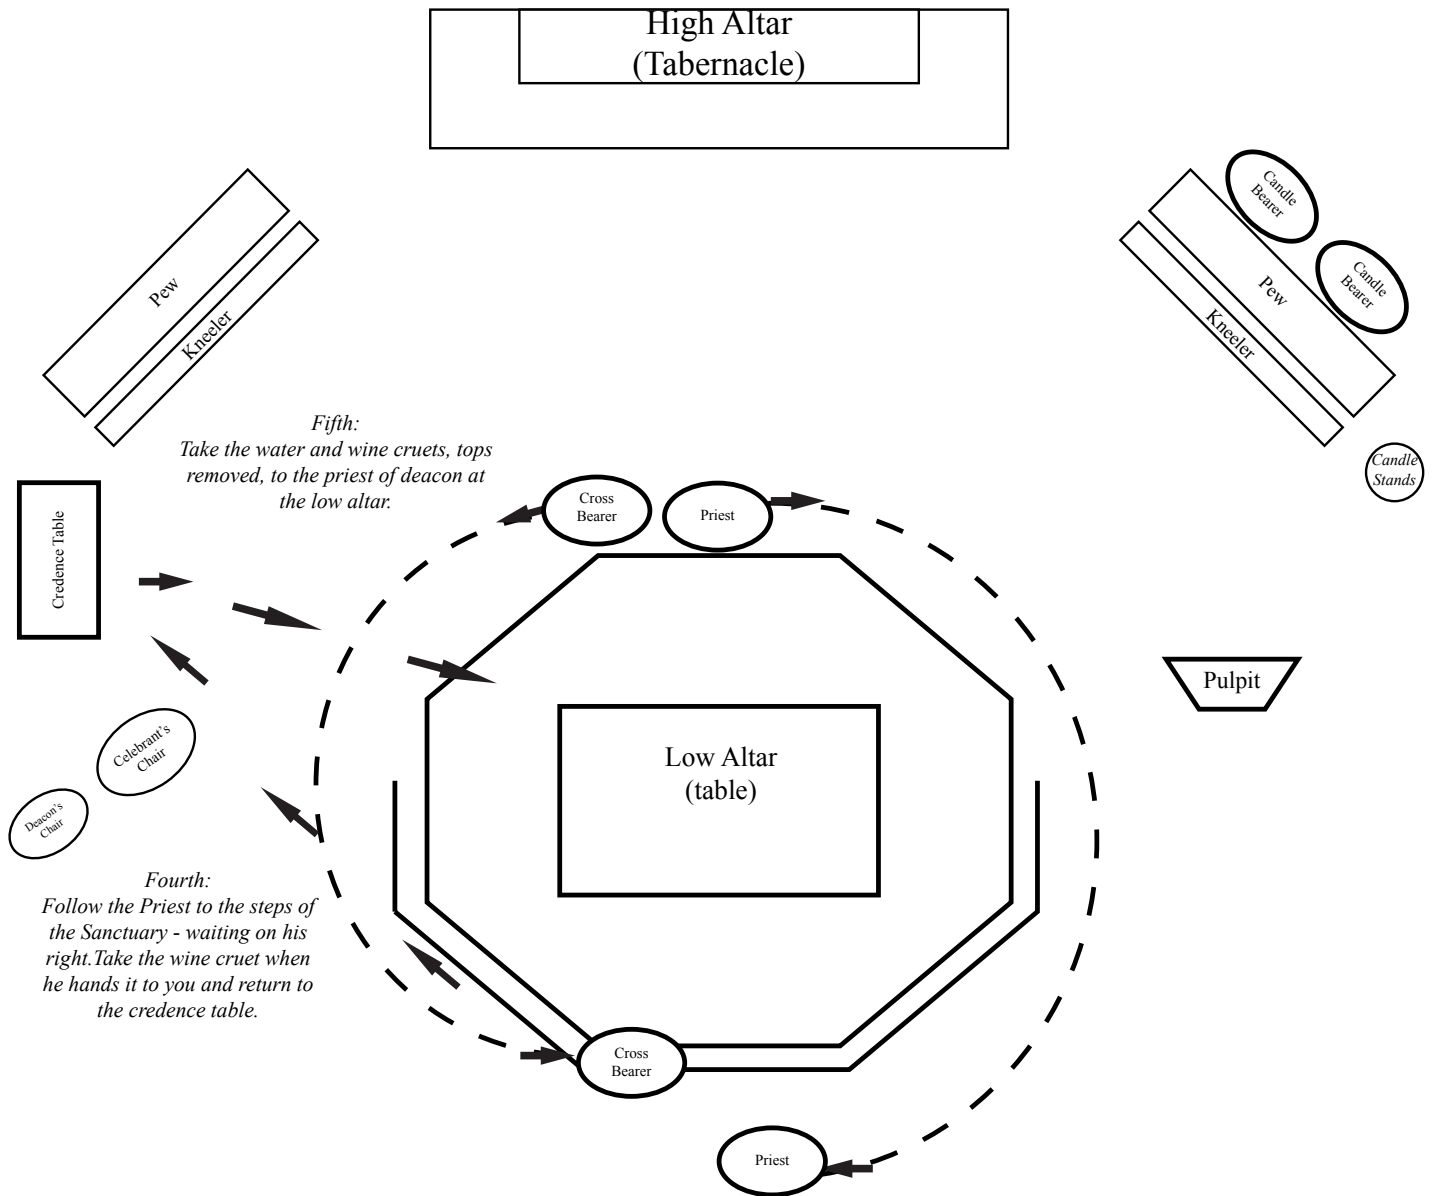 High Altar
(Tabernacle)
Candle
Bearer
Candle
Bearer
Pew
Kneeler
Pew
Kneeler
Candle
Stands
Fifth:
Take the water and wine cruets, tops
removed, to the priest of deacon at
the low altar.
Cross
Bearer
Priest
Credence Table
Pulpit
Celebrant's
Chair
Deacon's
Chair
Low Altar
(table)
Fourth:
Follow the Priest to the steps of
the Sanctuary - waiting on his
right.Take the wine cruet when
he hands it to you and return to
the credence table.
Cross
Bearer
Priest